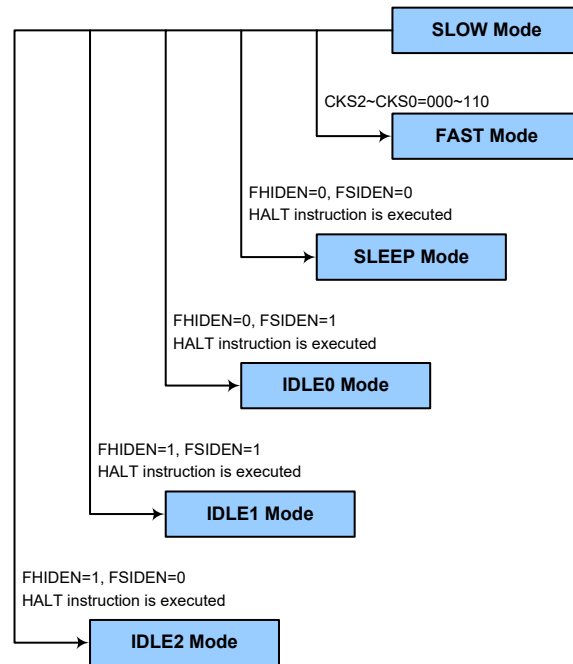 SLOW Mode
CKS2~CKS0=000~110
FAST Mode
FHIDEN=0, FSIDEN=0
HALT instruction is executed
SLEEP Mode
FHIDEN=0, FSIDEN=1
HALT instruction is executed
IDLE0 Mode
FHIDEN=1, FSIDEN=1
HALT instruction is executed
IDLE1 Mode
FHIDEN=1, FSIDEN=0
HALT instruction is executed
IDLE2 Mode